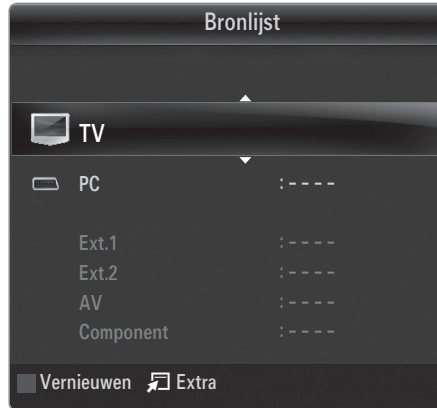 Bronlijst
TV
PC : - - - -
Ext.1 : - - - -
Ext.2 : - - - -
AV : - - - -
Component : - - - -
Vernieuwen Extra